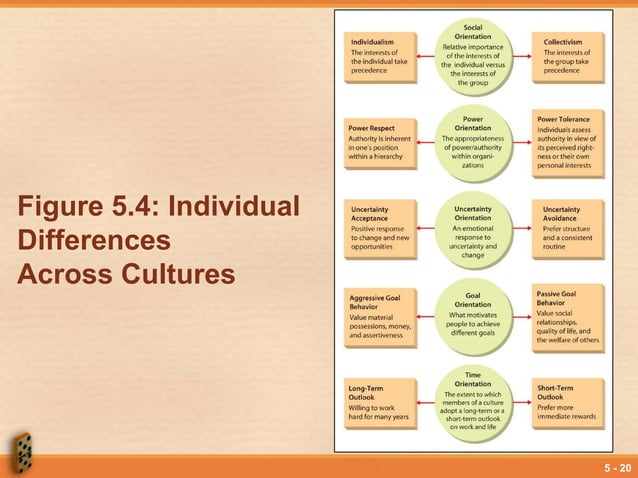 Figure 5.4: Individual
Differences
Across Cultures
Individualism
The interests of
the individual take
precedence
Social
Orientation
Relative importance
of the interests of
the individual versus
the interests of
the group
Collectivism
The interests of
the group take
precedence
Power Respect
Authority is inherent
in one's position
within a hierarchy
Power
Orientation
The appropriateness
of power/authority
within organi-
zations
Power Tolerance
Individuals assess
authority in view of
its perceived right-
ness or their own
personal interests
Uncertainty
Acceptance
Positive response
to change and new
opportunities
Uncertainty
Orientation
An emotional
response to
uncertainty and
change
Uncertainty
Avoidance
Prefer structure
and a consistent
routine
Aggressive Goal
Behavior
Value material
possessions, money,
and assertiveness
Goal
Orientation
What motivates
people to achieve
different goals
Passive Goal
Behavior
Value social
relationships,
quality of life, and
the welfare of others
Long-Term
Outlook
Willing to work
hard for many years
Time
Orientation
The extent to which
members of a culture
adopt a long-term or a
short-term outlook
on work and life
Short-Term
Outlook
Prefer more
immediate rewards
5 - 20